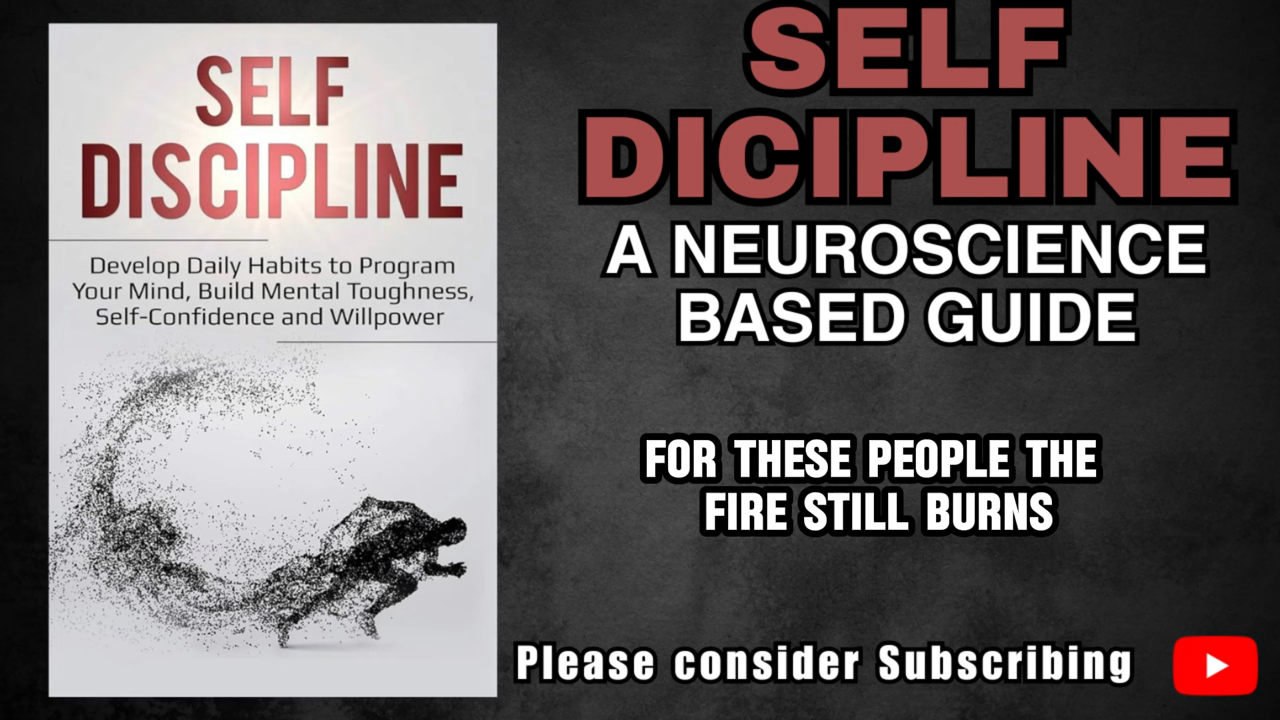 SELF
DISCIPLINE
Develop Daily Habits to Program
Your Mind, Build Mental Toughness,
Self-Confidence and Willpower
SELF
DICIPLINE
A NEUROSCIENCE
BASED GUIDE
FOR THESE PEOPLE THE
FIRE STILL BURNS
Please consider Subscribing